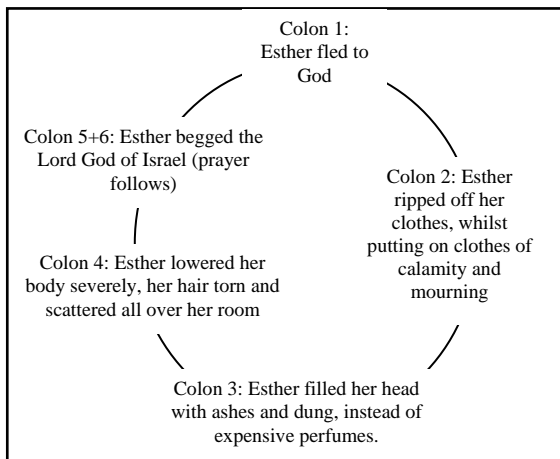 Colon 1:
Esther fled to
God
Colon 2: Esther
ripped off her
clothes, whilst
putting on clothes of
calamity and
mourning
Colon 3: Esther filled her head
with ashes and dung, instead of
expensive perfumes.
Colon 4: Esther lowered her
body severely, her hair torn and
scattered all over her room
Colon 5+6: Esther begged the
Lord God of Israel (prayer
follows)